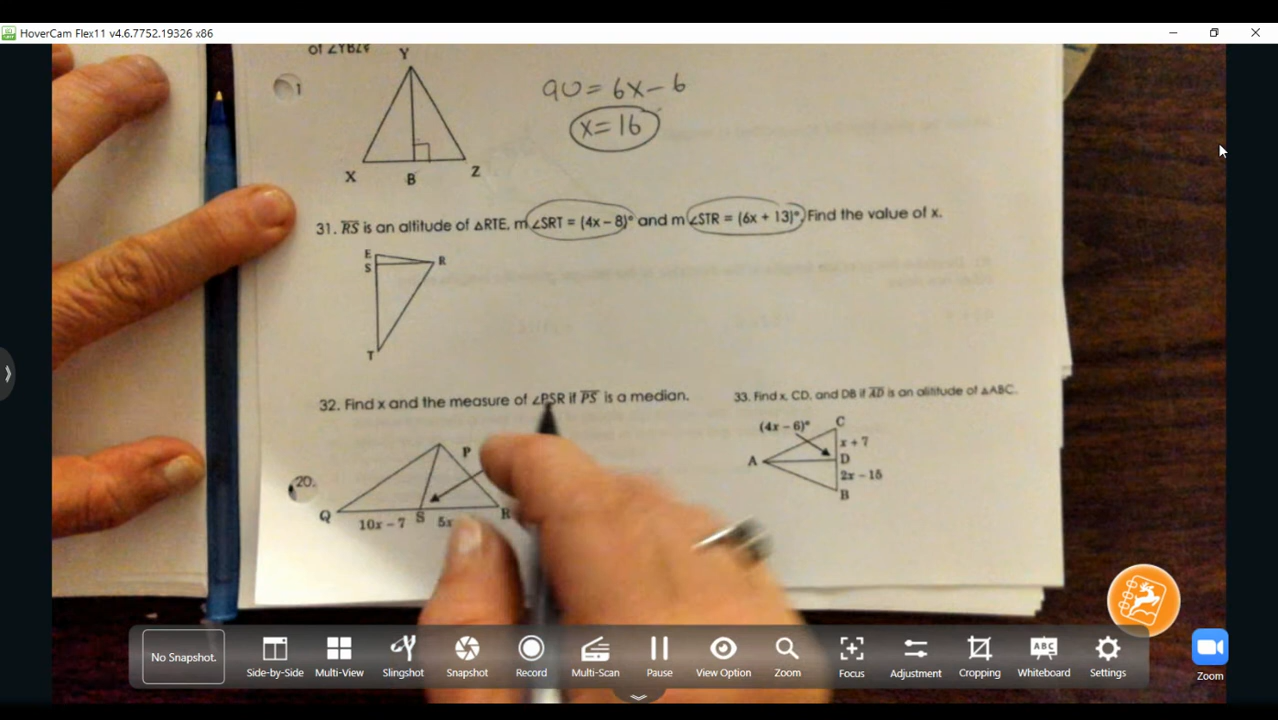 HoverCam Flex11 v4.6.7752.19326 x86
of ∠YBZ?
Y
1
90 = 6x - 6
x = 16
X B Z
31. RS is an altitude of △RTE, m∠SRT = (4x – 8)° and m∠STR = (6x + 13)°. Find the value of x.
E
S R
T
32. Find x and the measure of ∠PSR if PS is a median.
33. Find x, CD, and DB if AD is an altitude of △ABC.
(4x – 6)° C
x + 7
P
A D
2x – 15
B
20.
Q S R
10x – 7 5x
No Snapshot.
Side-by-Side Multi-View Slingshot Snapshot Record Multi-Scan Pause View Option Zoom Focus Adjustment Cropping ABC Whiteboard Settings
Zoom